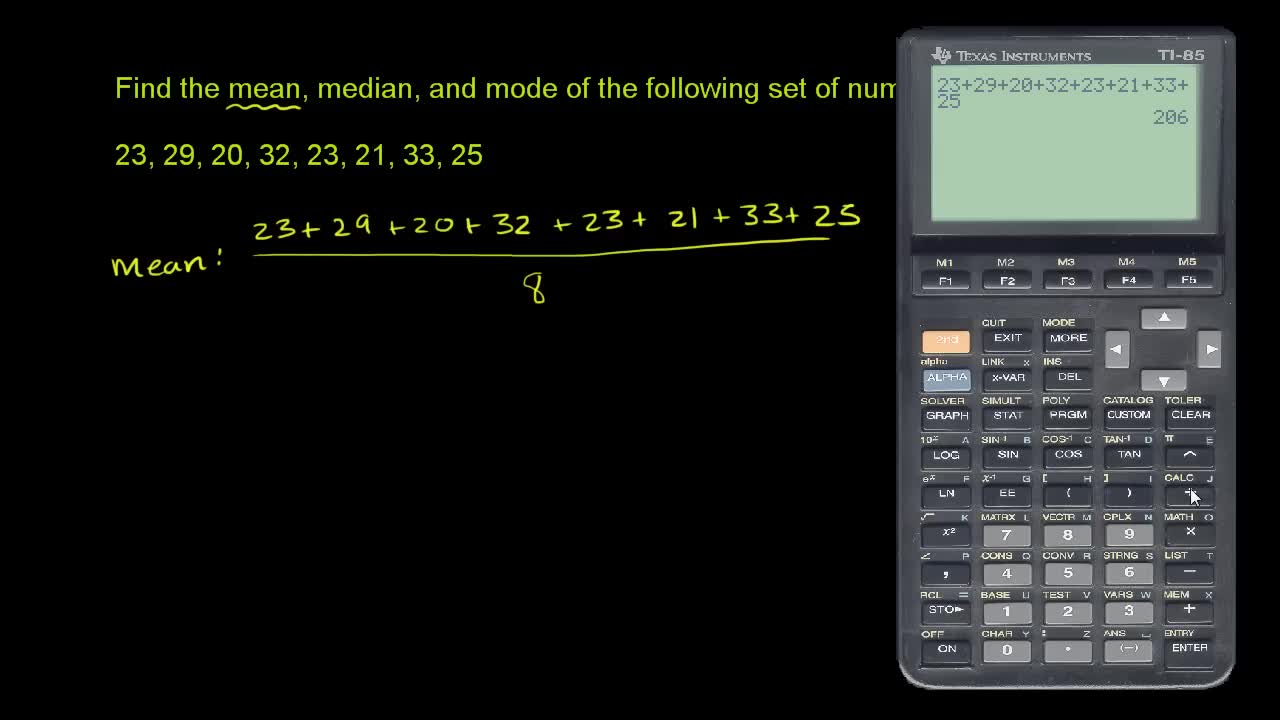 Find the mean, median, and mode of the following set of num
23, 29, 20, 32, 23, 21, 33, 25
Mean:
23+ 29 +20+ 32 +23+ 21 +33+ 25
8
TEXAS INSTRUMENTS TI-85
23+29+20+32+23+21+33+
25
206
M1 M2 M3 M4 M5
F1 F2 F3 F4 F5
QUIT MODE
2nd EXIT MORE
alpha LINK x INS
ALPHA x-VAR DEL
SOLVER SIMULT POLY CATALOG TOLER
GRAPH STAT PRGM CUSTOM CLEAR
10ˣ A SIN⁻¹ B COS⁻¹ C TAN⁻¹ D π E
LOG SIN COS TAN ^
eˣ F x⁻¹ G [ H ] I CALC J
LN EE ( )
√ K MATRX L VECTR M CPLX N MATH O
x² 7 8 9 ×
∠ P CONS Q CONV R STRNG S LIST T
, 4 5 6 −
RCL = BASE U TEST V VARS W MEM X
STO▸ 1 2 3 +
OFF CHAR Y : Z ANS ␣ ENTRY
ON 0 . (−) ENTER